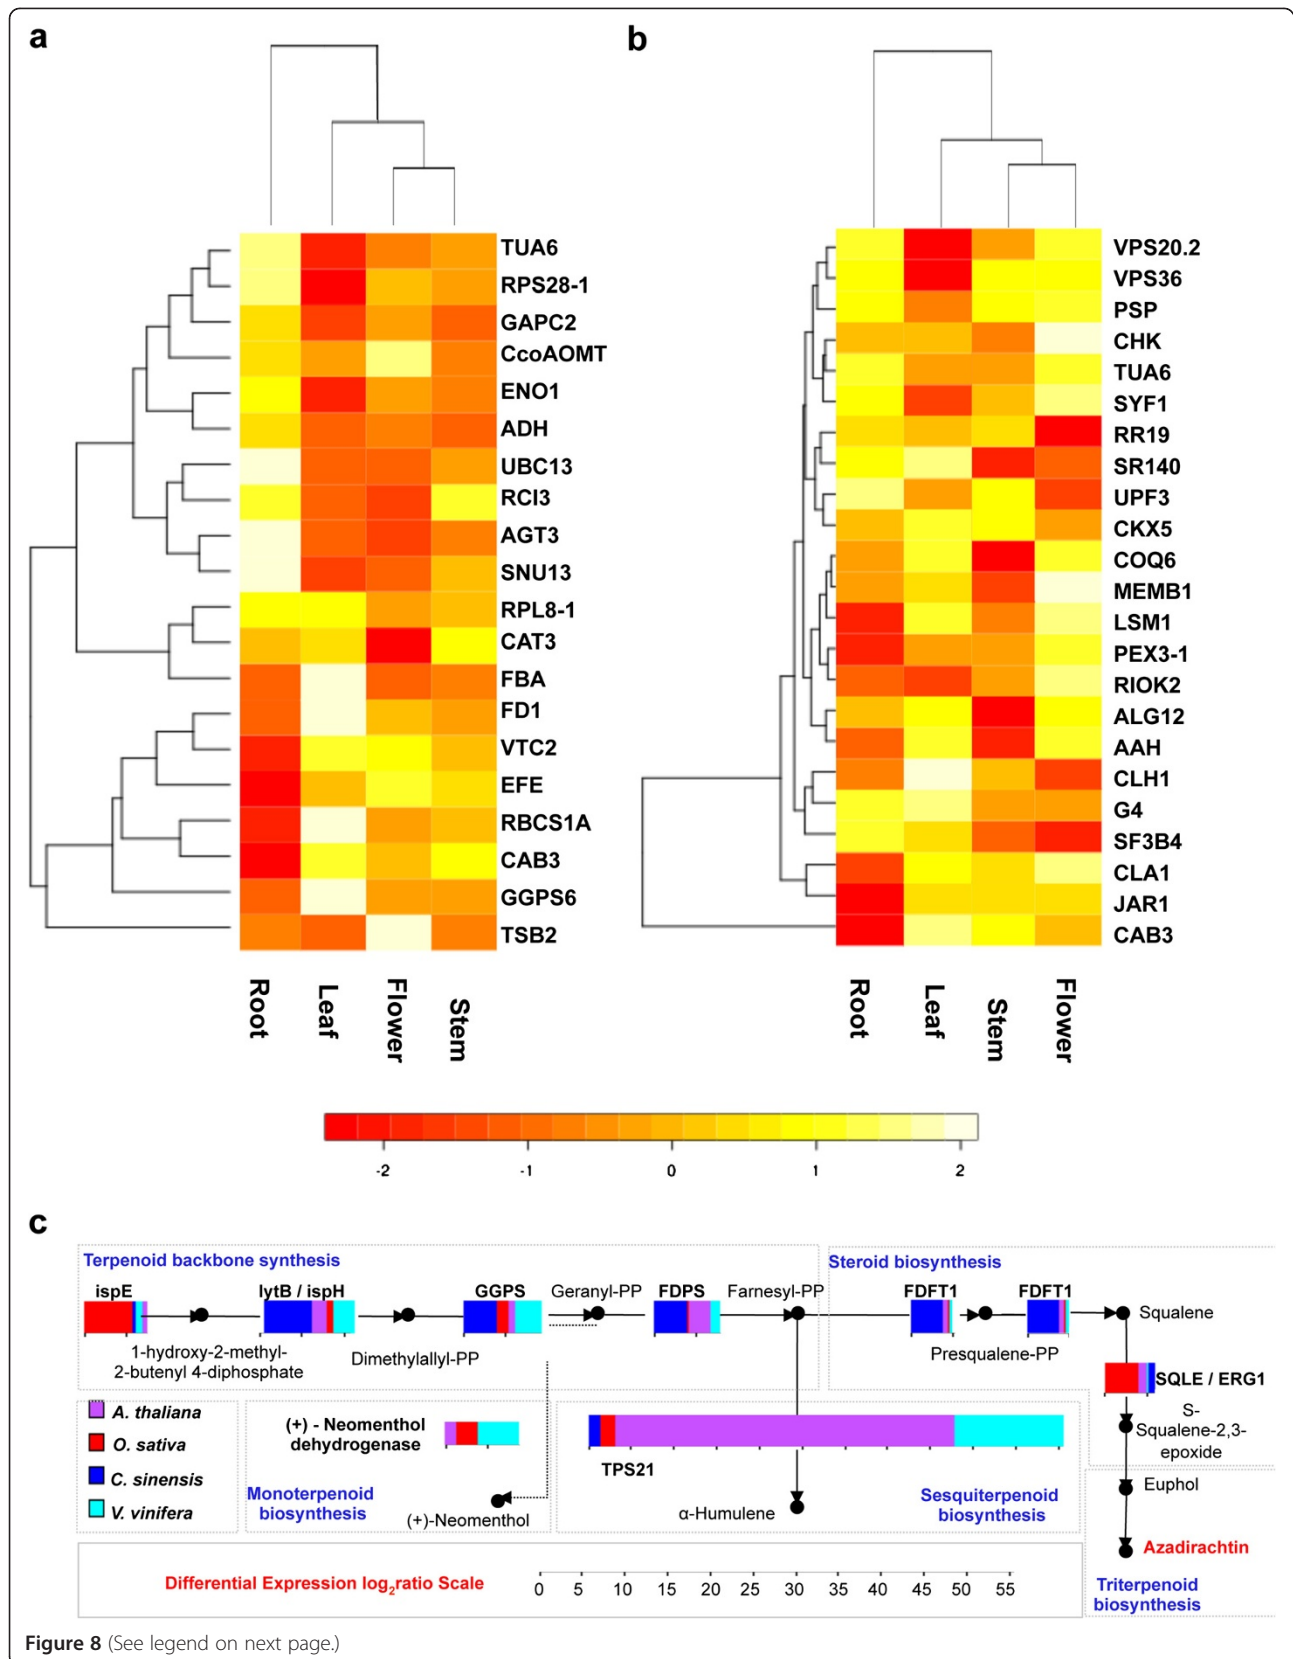 a
TUA6
RPS28-1
GAPC2
CcoAOMT
ENO1
ADH
UBC13
RCI3
AGT3
SNU13
RPL8-1
CAT3
FBA
FD1
VTC2
EFE
RBCS1A
CAB3
GGPS6
TSB2
Root
Leaf
Flower
Stem
b
VPS20.2
VPS36
PSP
CHK
TUA6
SYF1
RR19
SR140
UPF3
CKX5
COQ6
MEMB1
LSM1
PEX3-1
RIOK2
ALG12
AAH
CLH1
G4
SF3B4
CLA1
JAR1
CAB3
Root
Leaf
Stem
Flower
-2 -1 0 1 2
c
Terpenoid backbone synthesis
ispE
lytB / ispH
GGPS
Geranyl-PP
FDPS
Farnesyl-PP
1-hydroxy-2-methyl-
2-butenyl 4-diphosphate
Dimethylallyl-PP
Steroid biosynthesis
FDFT1
FDFT1
Squalene
Presqualene-PP
SQLE / ERG1
S-
Squalene-2,3-
epoxide
A. thaliana
O. sativa
C. sinensis
V. vinifera
(+) - Neomenthol
dehydrogenase
Monoterpenoid
biosynthesis
(+)-Neomenthol
TPS21
α-Humulene
Sesquiterpenoid
biosynthesis
Euphol
Azadirachtin
Triterpenoid
biosynthesis
Differential Expression log₂ratio Scale
0 5 10 15 20 25 30 35 40 45 50 55
Figure 8 (See legend on next page.)